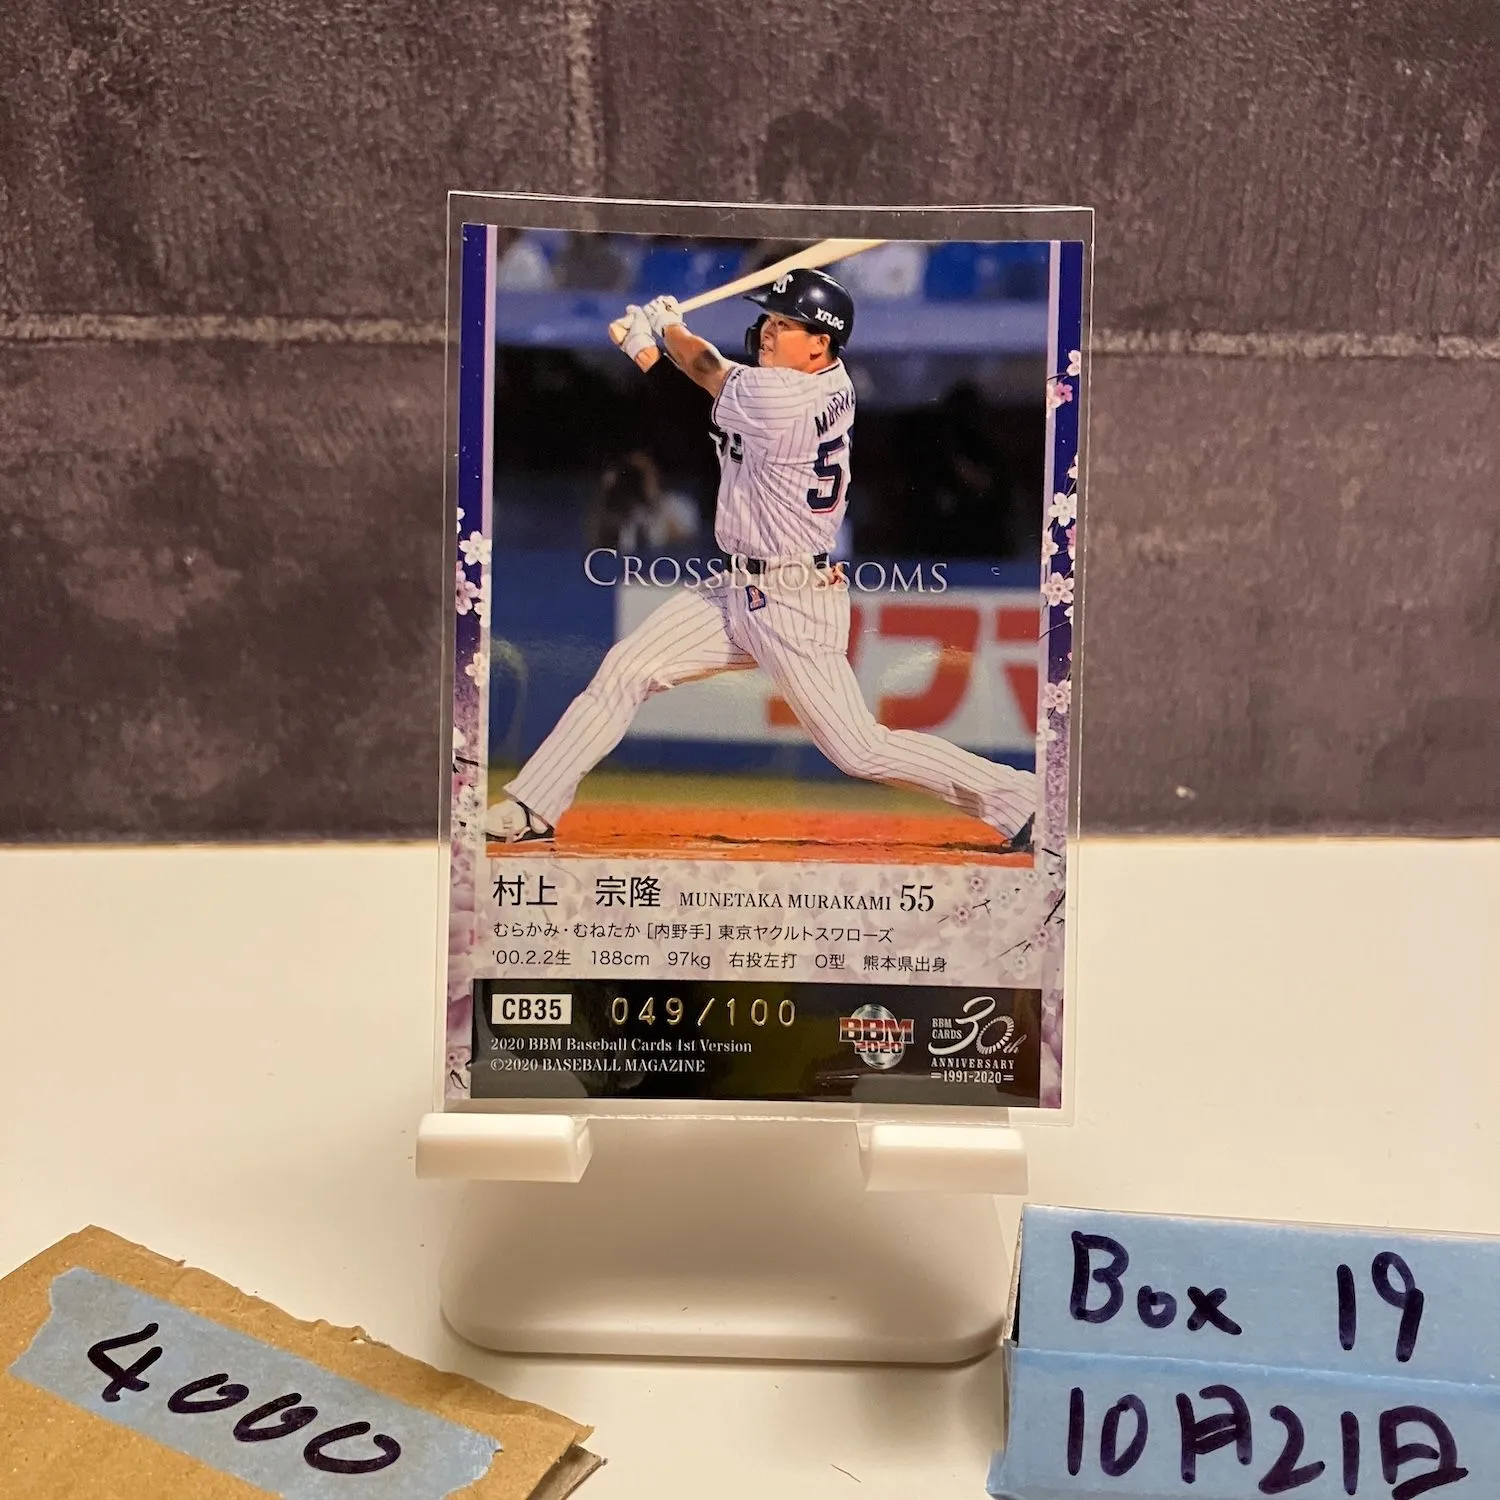 XFLAG
CROSSBLOSSOMS
村上 宗隆 MUNETAKA MURAKAMI 55
むらかみ・むねたか [内野手] 東京ヤクルトスワローズ
'00.2.2生 188cm 97kg 右投左打 O型 熊本県出身
CB35 049/100
2020 BBM Baseball Cards 1st Version
©2020 BASEBALL MAGAZINE
BBM
2020
BBM
CARDS 30th
ANNIVERSARY
1991-2020
4000
Box 19
10月21日